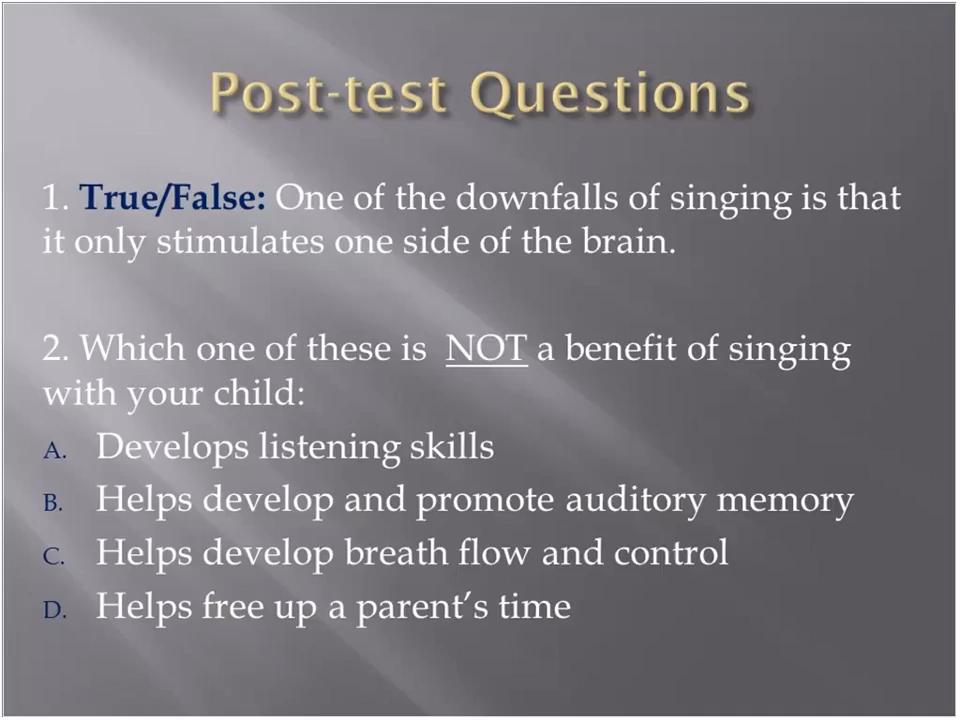 Post-test Questions
1. True/False: One of the downfalls of singing is that
it only stimulates one side of the brain.
2. Which one of these is NOT a benefit of singing
with your child:
A. Develops listening skills
B. Helps develop and promote auditory memory
C. Helps develop breath flow and control
D. Helps free up a parent’s time